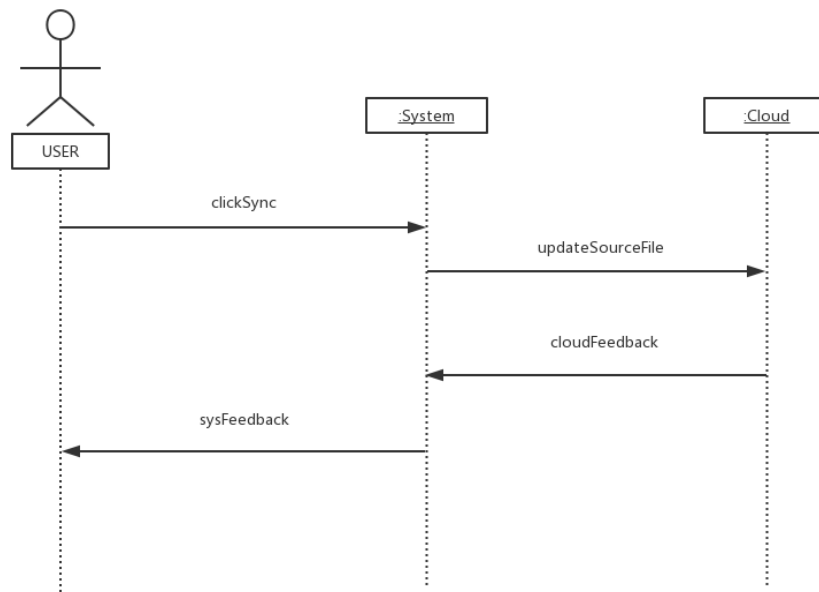 :System
:Cloud
USER
clickSync
updateSourceFile
cloudFeedback
sysFeedback